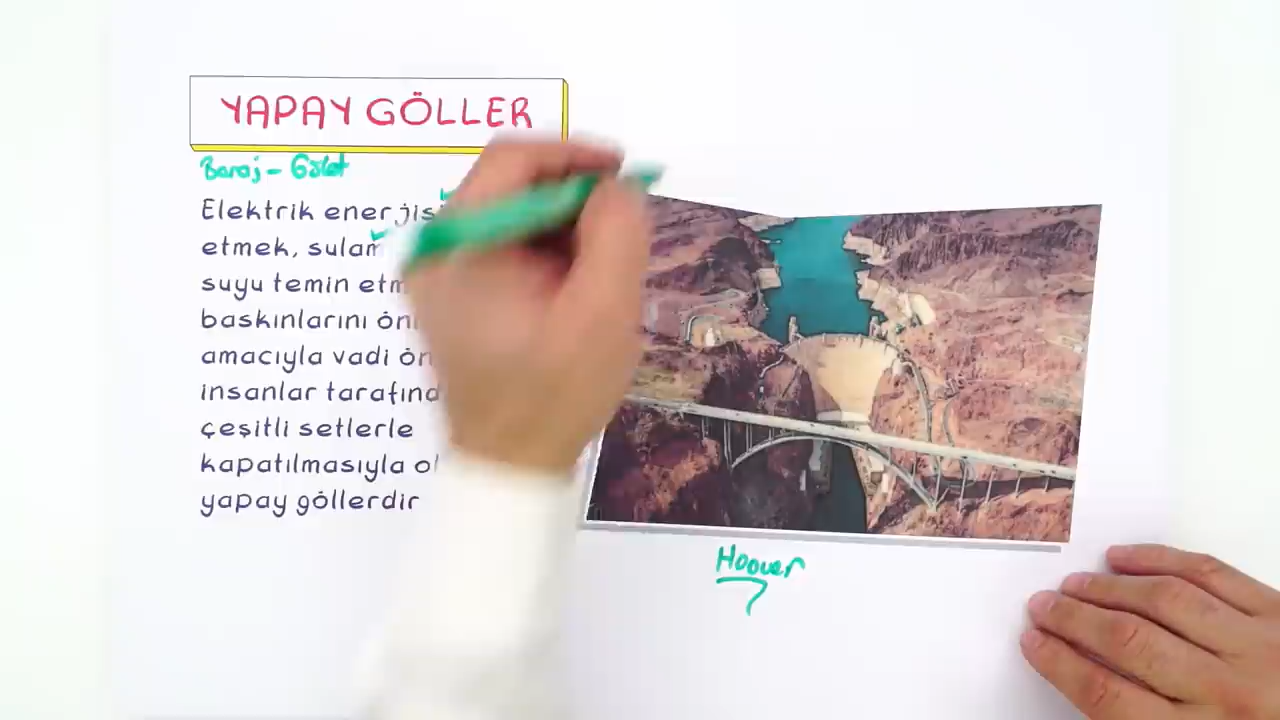 YAPAY GÖLLER
Baraj - Gölet
Elektrik enerjisi
etmek, sulam
suyu temin etm
baskınlarını ön
amacıyla vadi ön
insanlar tarafınd
çeşitli setlerle
kapatılmasıyla ol
yapay göllerdir
Hoover